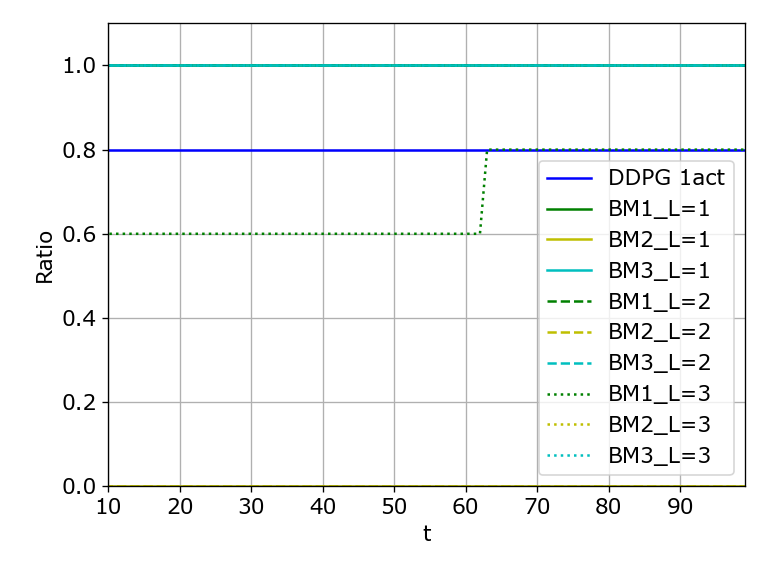 1.0
0.8
0.6
0.4
0.2
0.0
Ratio
10 20 30 40 50 60 70 80 90
t
DDPG 1act
BM1_L=1
BM2_L=1
BM3_L=1
BM1_L=2
BM2_L=2
BM3_L=2
BM1_L=3
BM2_L=3
BM3_L=3